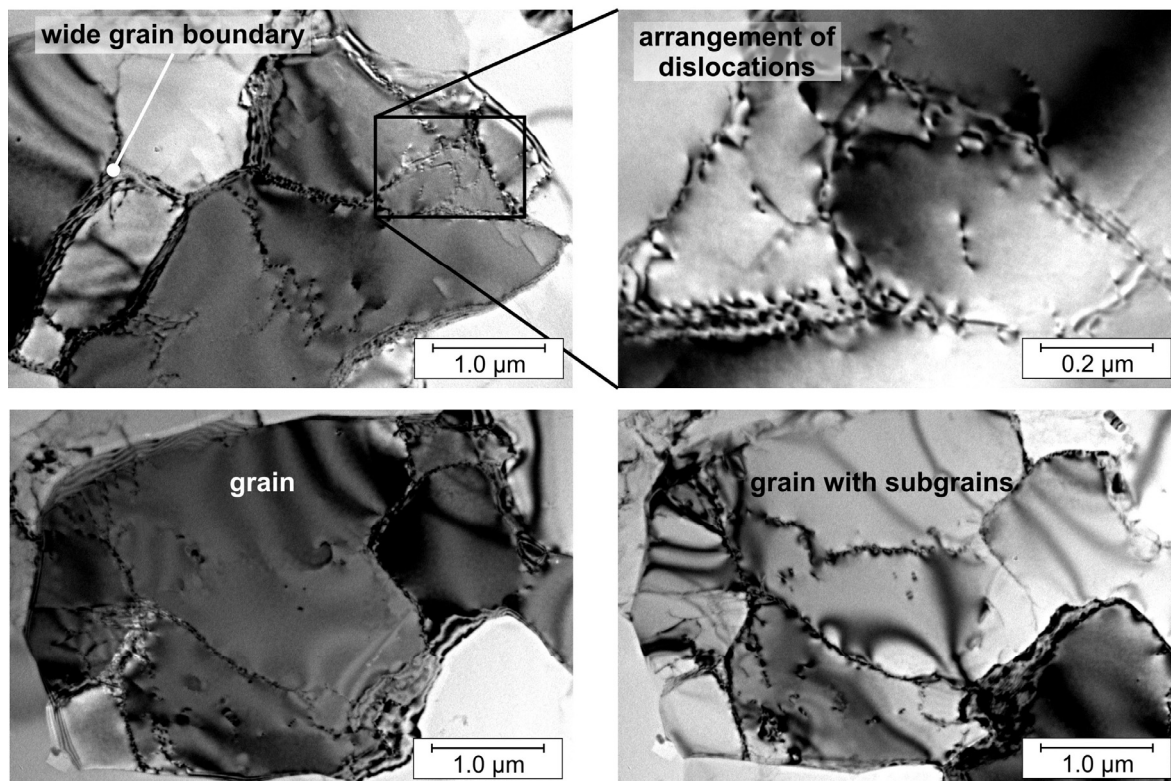 wide grain boundary
arrangement of
dislocations
1.0 µm
0.2 µm
grain
grain with subgrains
1.0 µm
1.0 µm